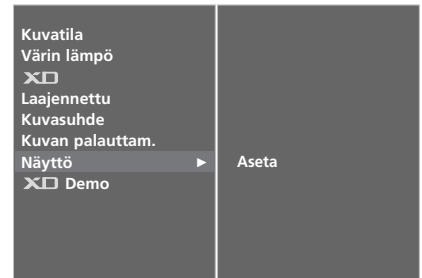 Kuvatila
Värin lämpö
XD
Laajennettu
Kuvasuhde
Kuvan palauttam.
Näyttö ► Aseta
XD Demo